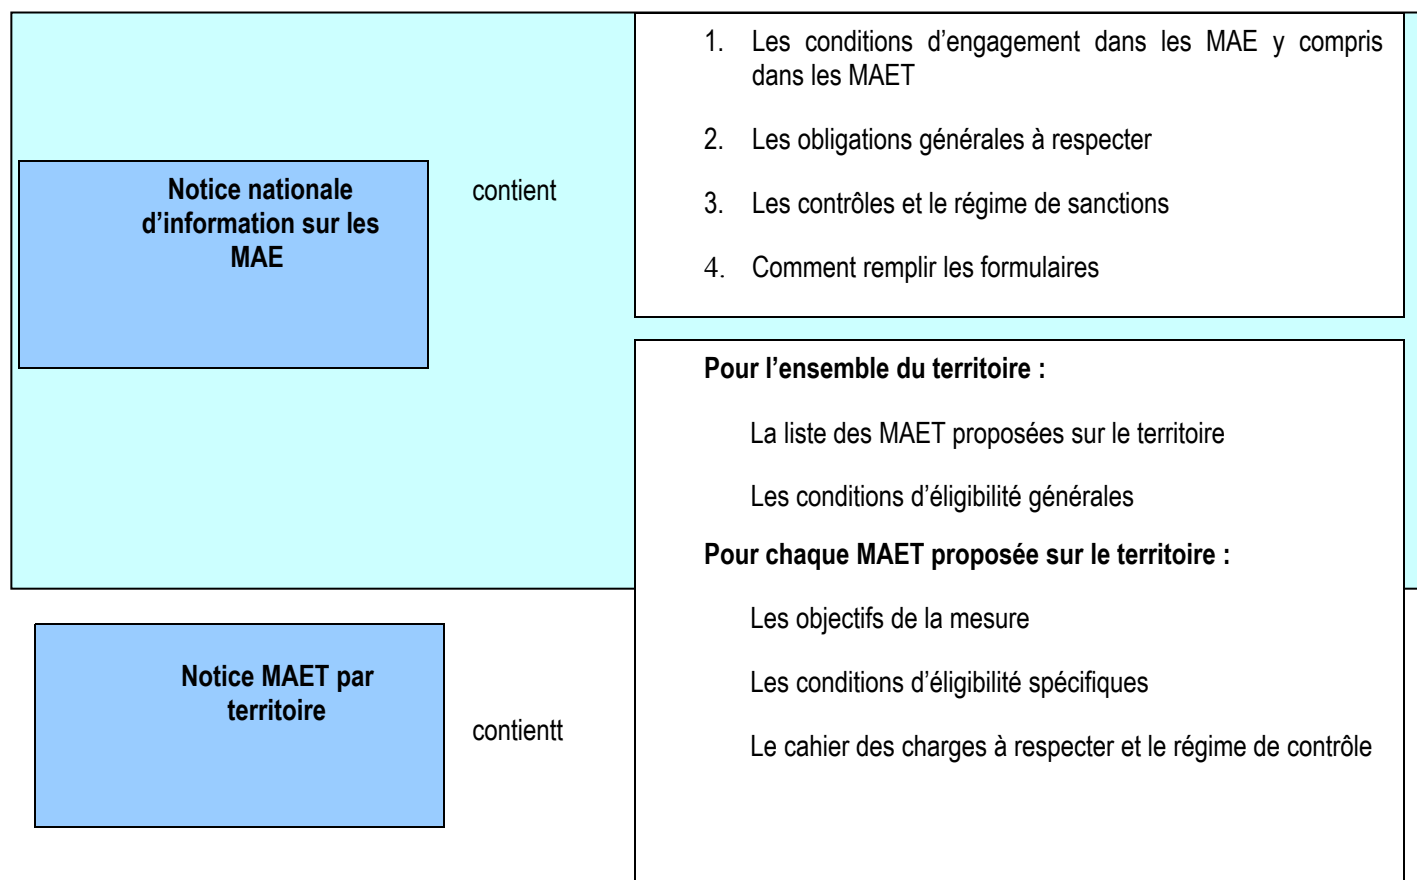 Notice nationale
d’information sur les
MAE
contient
1. Les conditions d’engagement dans les MAE y compris
dans les MAET
2. Les obligations générales à respecter
3. Les contrôles et le régime de sanctions
4. Comment remplir les formulaires
Notice MAET par
territoire
contientt
Pour l’ensemble du territoire :
La liste des MAET proposées sur le territoire
Les conditions d’éligibilité générales
Pour chaque MAET proposée sur le territoire :
Les objectifs de la mesure
Les conditions d’éligibilité spécifiques
Le cahier des charges à respecter et le régime de contrôle